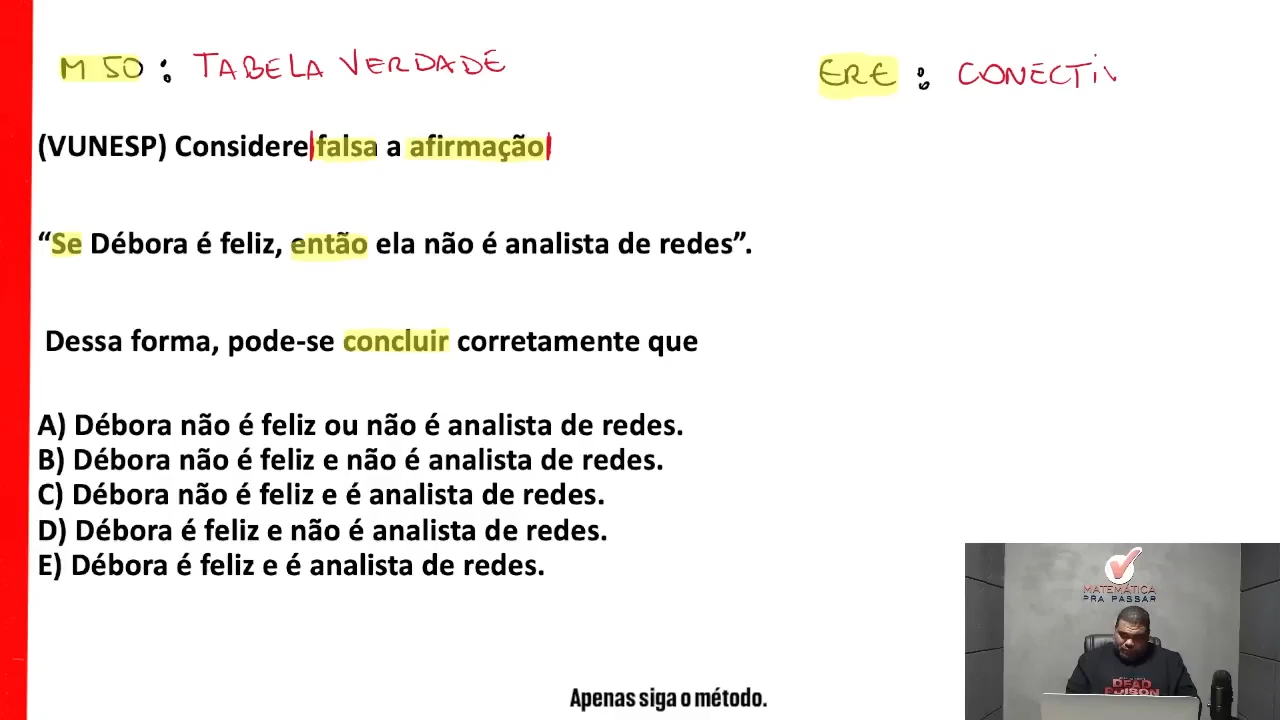 M 50 : TABELA VERDADE
ERE : CONECTIV
(VUNESP) Considere falsa a afirmação
“Se Débora é feliz, então ela não é analista de redes”.
Dessa forma, pode-se concluir corretamente que
A) Débora não é feliz ou não é analista de redes.
B) Débora não é feliz e não é analista de redes.
C) Débora não é feliz e é analista de redes.
D) Débora é feliz e não é analista de redes.
E) Débora é feliz e é analista de redes.
MATEMÁTICA
PRA PASSAR
DEAD
EDISON
Apenas siga o método.